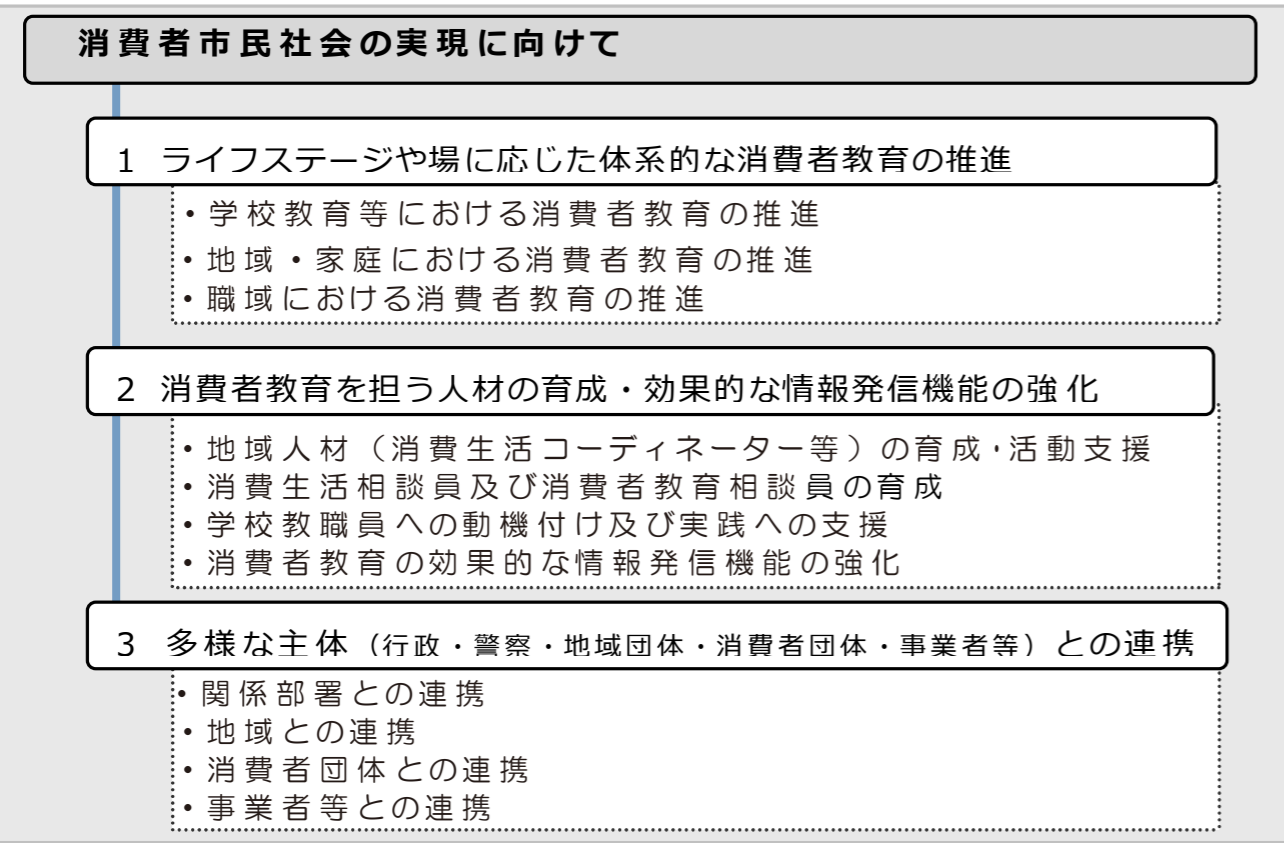 消費者市民社会の実現に向けて
1 ライフステージや場に応じた体系的な消費者教育の推進
・学校教育等における消費者教育の推進
・地域・家庭における消費者教育の推進
・職域における消費者教育の推進
2 消費者教育を担う人材の育成・効果的な情報発信機能の強化
・地域人材（消費生活コーディネーター等）の育成・活動支援
・消費生活相談員及び消費者教育相談員の育成
・学校教職員への動機付け及び実践への支援
・消費者教育の効果的な情報発信機能の強化
3 多様な主体（行政・警察・地域団体・消費者団体・事業者等）との連携
・関係部署との連携
・地域との連携
・消費者団体との連携
・事業者等との連携